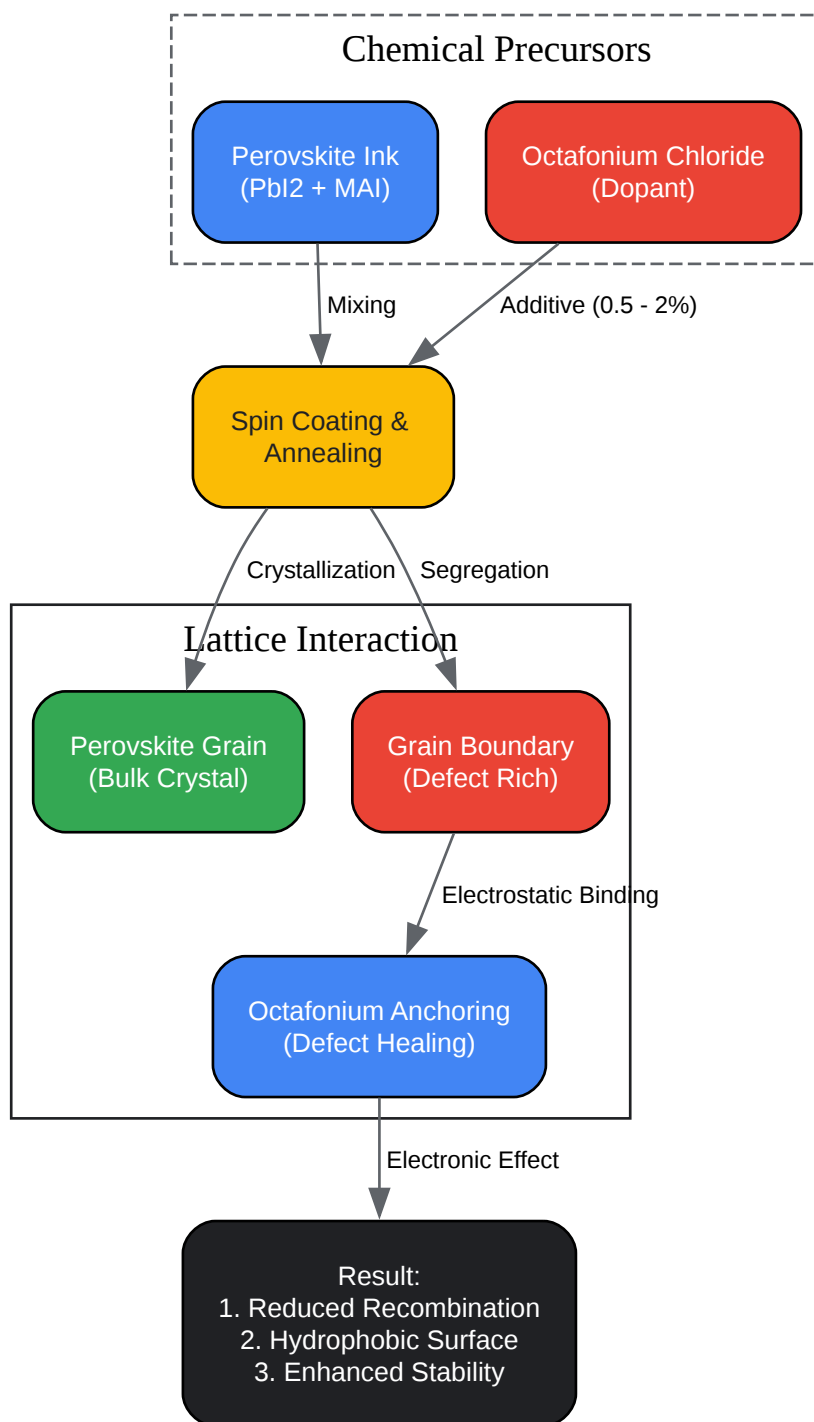 Chemical Precursors
Perovskite Ink
(PbI2 + MAI)
Octafonium Chloride
(Dopant)
Mixing
Additive (0.5 - 2%)
Spin Coating &
Annealing
Crystallization
Segregation
Lattice Interaction
Perovskite Grain
(Bulk Crystal)
Grain Boundary
(Defect Rich)
Electrostatic Binding
Octafonium Anchoring
(Defect Healing)
Electronic Effect
Result:
1. Reduced Recombination
2. Hydrophobic Surface
3. Enhanced Stability